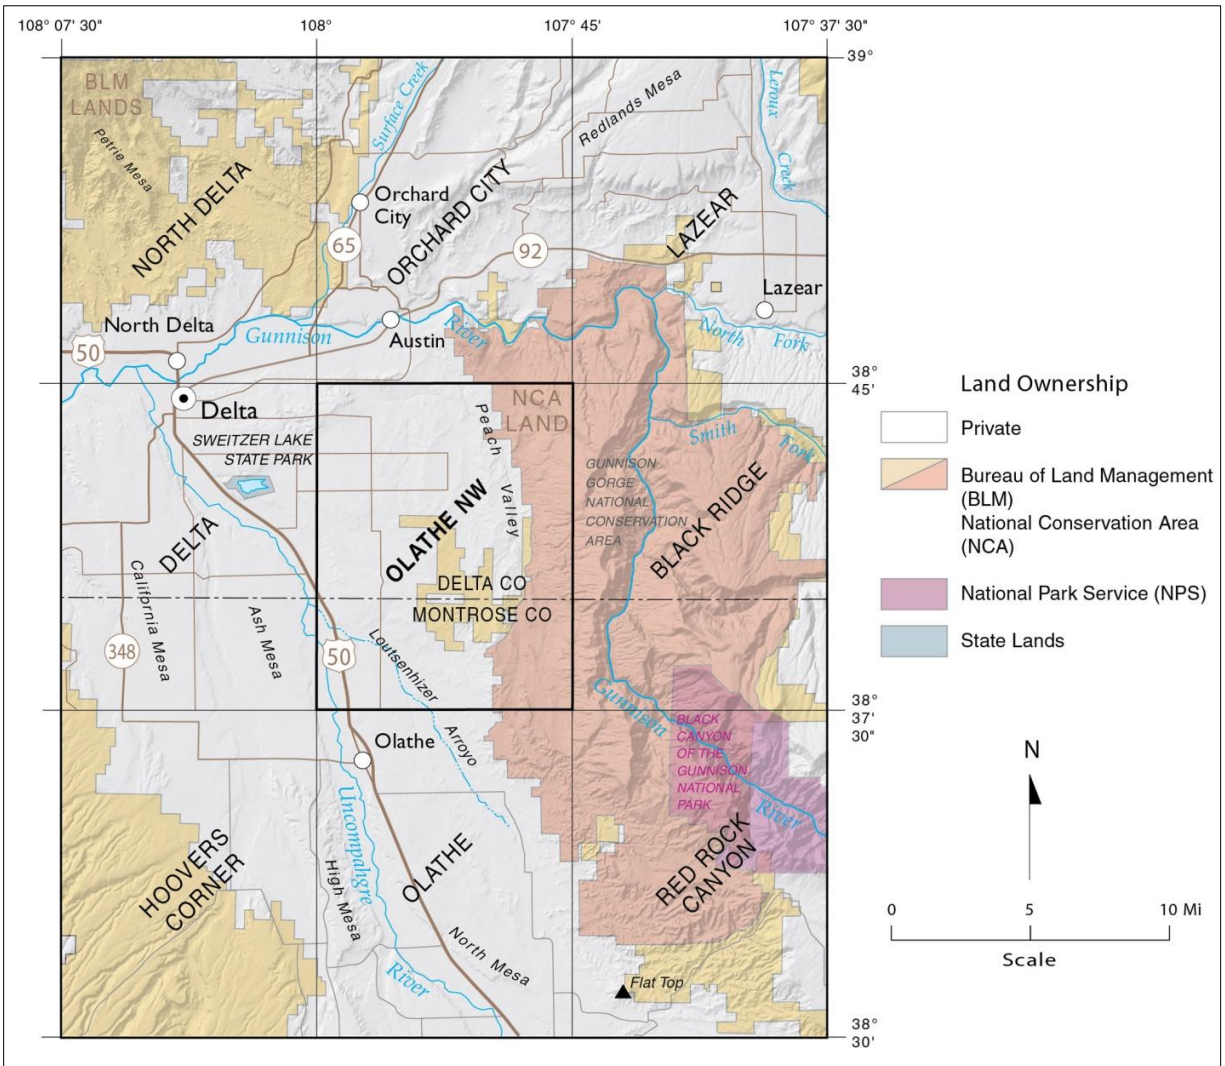 108° 07' 30"
108°
107° 45'
107° 37' 30"
39°
BLM
LANDS
Petrie Mesa
NORTH DELTA
Surface Creek
Redlands Mesa
Leroux
Creek
Orchard
City
ORCHARD CITY
65
92
LAZEAR
Lazear
North Delta
Gunnison
River
Austin
North
Fork
50
38°
45'
Delta
SWEITZER LAKE
STATE PARK
NCA
LAND
Peach
Valley
Smith
Fork
GUNNISON
GORGE
NATIONAL
CONSERVATION
AREA
BLACK RIDGE
OLATHE NW
DELTA
DELTA CO
MONTROSE CO
California Mesa
Ash Mesa
348
50
Loutsenhizer
Arroyo
Gunnison
River
BLACK
CANYON
OF THE
GUNNISON
NATIONAL
PARK
38°
37'
30"
Olathe
Uncompahgre
River
HOOVERS
CORNER
High Mesa
OLATHE
North Mesa
RED ROCK
CANYON
Flat Top
38°
30'
Land Ownership
Private
Bureau of Land Management
(BLM)
National Conservation Area
(NCA)
National Park Service (NPS)
State Lands
N
0 5 10 Mi
Scale